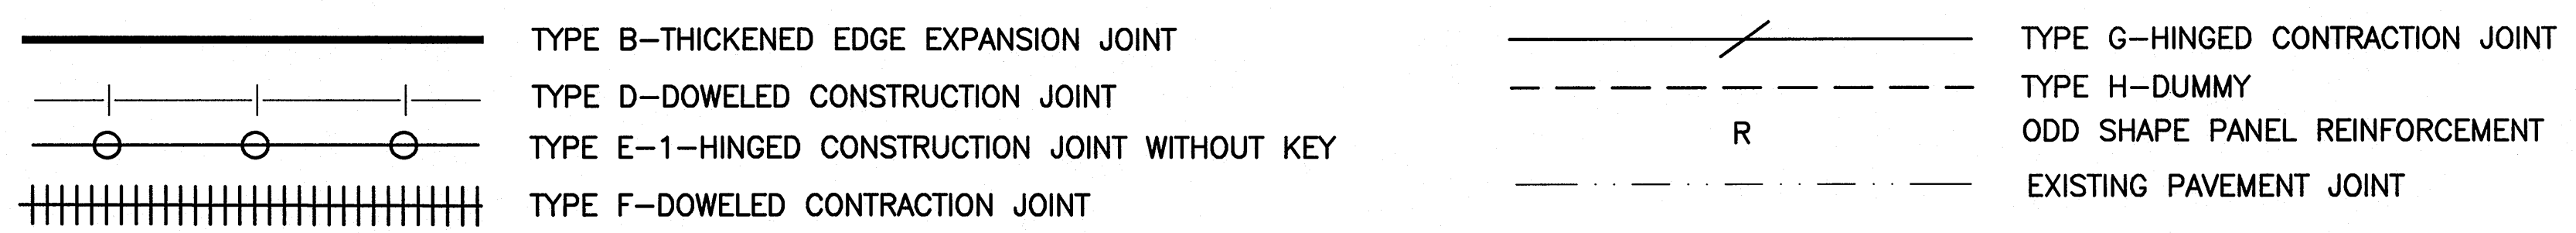 TYPE B-THICKENED EDGE EXPANSION JOINT
TYPE D-DOWELED CONSTRUCTION JOINT
TYPE E-1-HINGED CONSTRUCTION JOINT WITHOUT KEY
TYPE F-DOWELED CONTRACTION JOINT
TYPE G-HINGED CONTRACTION JOINT
TYPE H-DUMMY
R ODD SHAPE PANEL REINFORCEMENT
EXISTING PAVEMENT JOINT